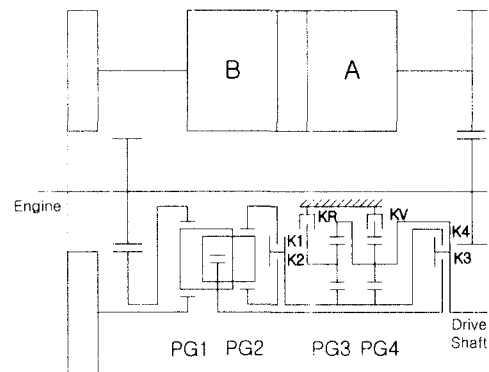 B A
Engine
KR KV
K1 K4
K2 K3
Drive
Shaft
PG1 PG2 PG3 PG4